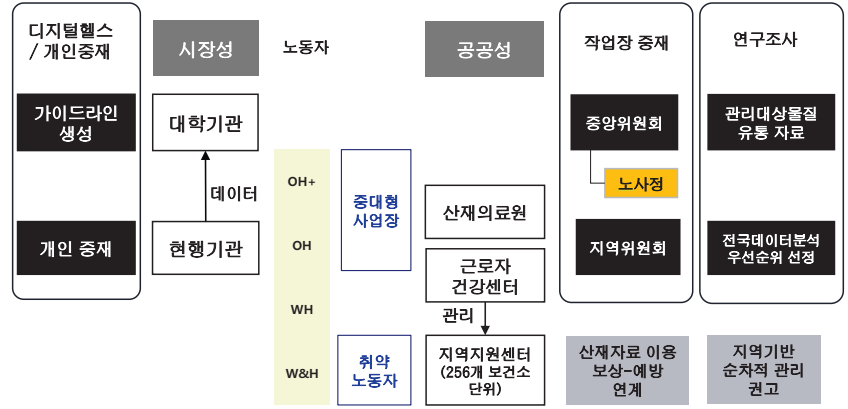 디지털헬스
/ 개인중재
시장성
노동자
공공성
작업장 중재
연구조사
가이드라인
생성
대학기관
중앙위원회
관리대상물질
유통 자료
데이터
OH+
중대형
사업장
노사정
산재의료원
개인 중재
현행기관
OH
지역위원회
전국데이터분석
우선순위 선정
근로자
건강센터
WH
관리
W&H
취약
노동자
지역지원센터
(256개 보건소
단위)
산재자료 이용
보상-예방
연계
지역기반
순차적 관리
권고